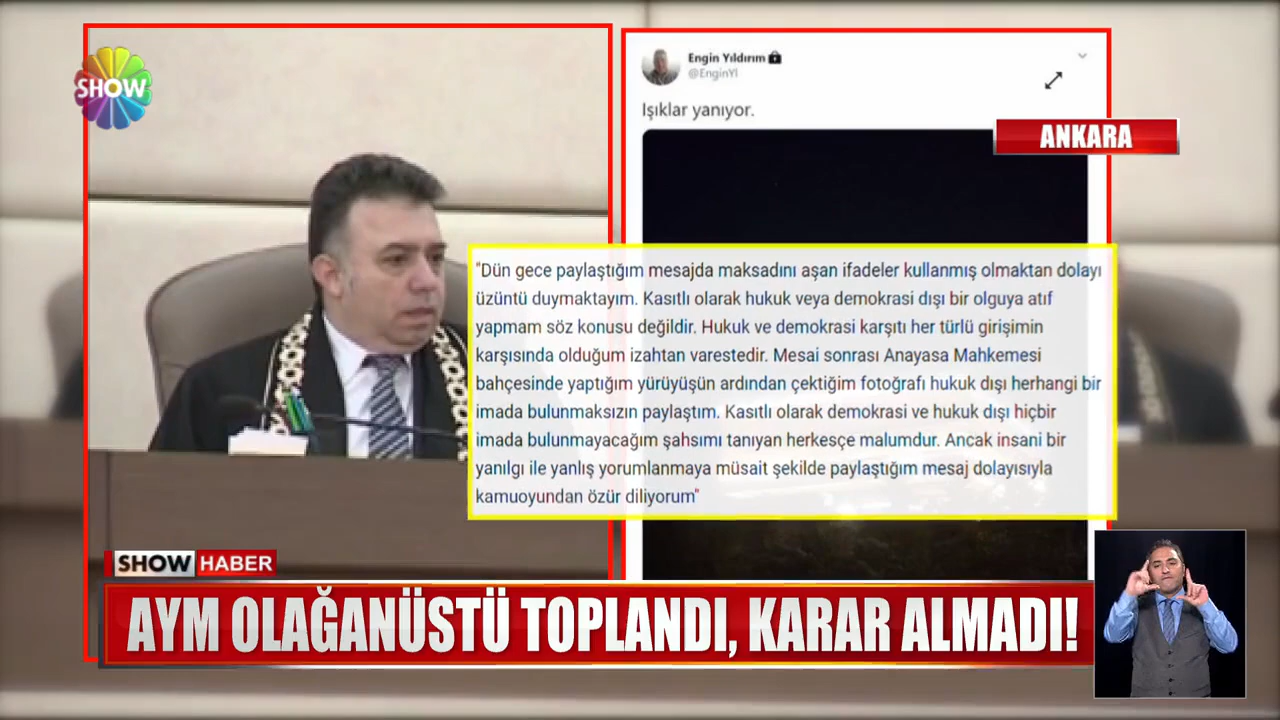 SHOW
Engin Yıldırım
@EnginYI
Işıklar yanıyor.
ANKARA
"Dün gece paylaştığım mesajda maksadını aşan ifadeler kullanmış olmaktan dolayı
üzüntü duymaktayım. Kasıtlı olarak hukuk veya demokrasi dışı bir olguya atıf
yapmam söz konusu değildir. Hukuk ve demokrasi karşıtı her türlü girişimin
karşısında olduğum izahtan varestedir. Mesai sonrası Anayasa Mahkemesi
bahçesinde yaptığım yürüyüşün ardından çektiğim fotoğrafı hukuk dışı herhangi bir
imada bulunmaksızın paylaştım. Kasıtlı olarak demokrasi ve hukuk dışı hiçbir
imada bulunmayacağım şahsımı tanıyan herkesçe malumdur. Ancak insani bir
yanılgı ile yanlış yorumlanmaya müsait şekilde paylaştığım mesaj dolayısıyla
kamuoyundan özür diliyorum"
SHOW HABER
AYM OLAĞANÜSTÜ TOPLANDI, KARAR ALMADI!